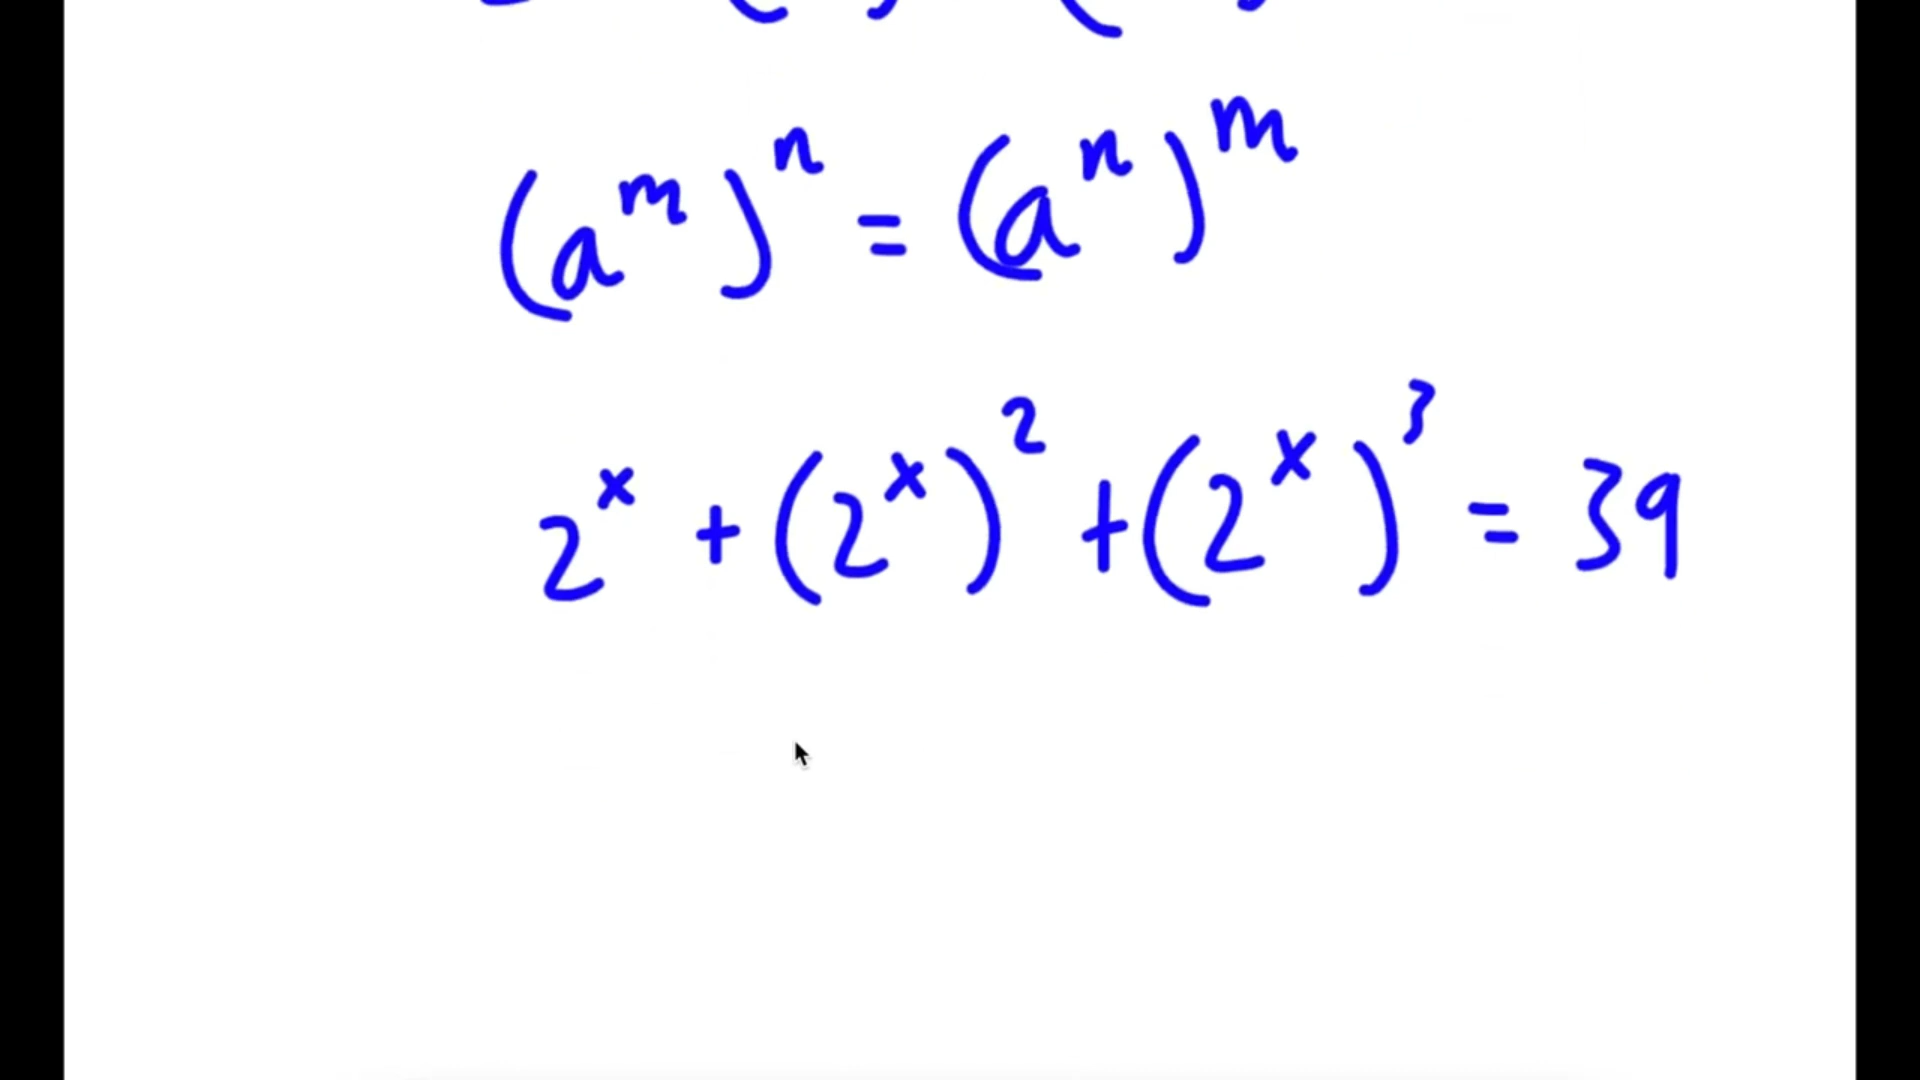 (a^m)^n = (a^n)^m
2^x + (2^x)^2 + (2^x)^3 = 39